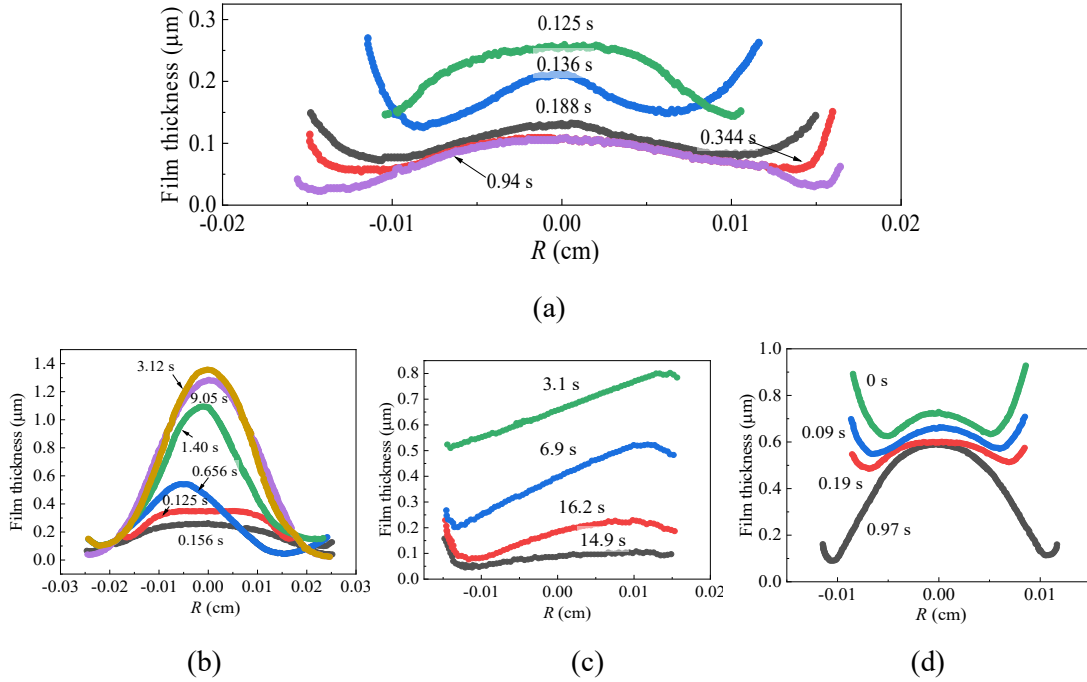 Film thickness (μm)
0.3
0.2
0.1
0.0
0.125 s
0.136 s
0.188 s
0.344 s
0.94 s
-0.02
-0.01
0.00
0.01
0.02
R (cm)
(a)
Film thickness (μm)
1.4
1.2
1.0
0.8
0.6
0.4
0.2
0.0
3.12 s
9.05 s
1.40 s
0.656 s
0.125 s
0.156 s
-0.03
-0.02
-0.01
0.00
0.01
0.02
0.03
R (cm)
(b)
Film thickness (μm)
0.8
0.7
0.6
0.5
0.4
0.3
0.2
0.1
0.0
3.1 s
6.9 s
16.2 s
14.9 s
-0.01
0.00
0.01
0.02
R (cm)
(c)
Film thickness (μm)
1.0
0.8
0.6
0.4
0.2
0.0
0 s
0.09 s
0.19 s
0.97 s
-0.01
0.00
0.01
R (cm)
(d)